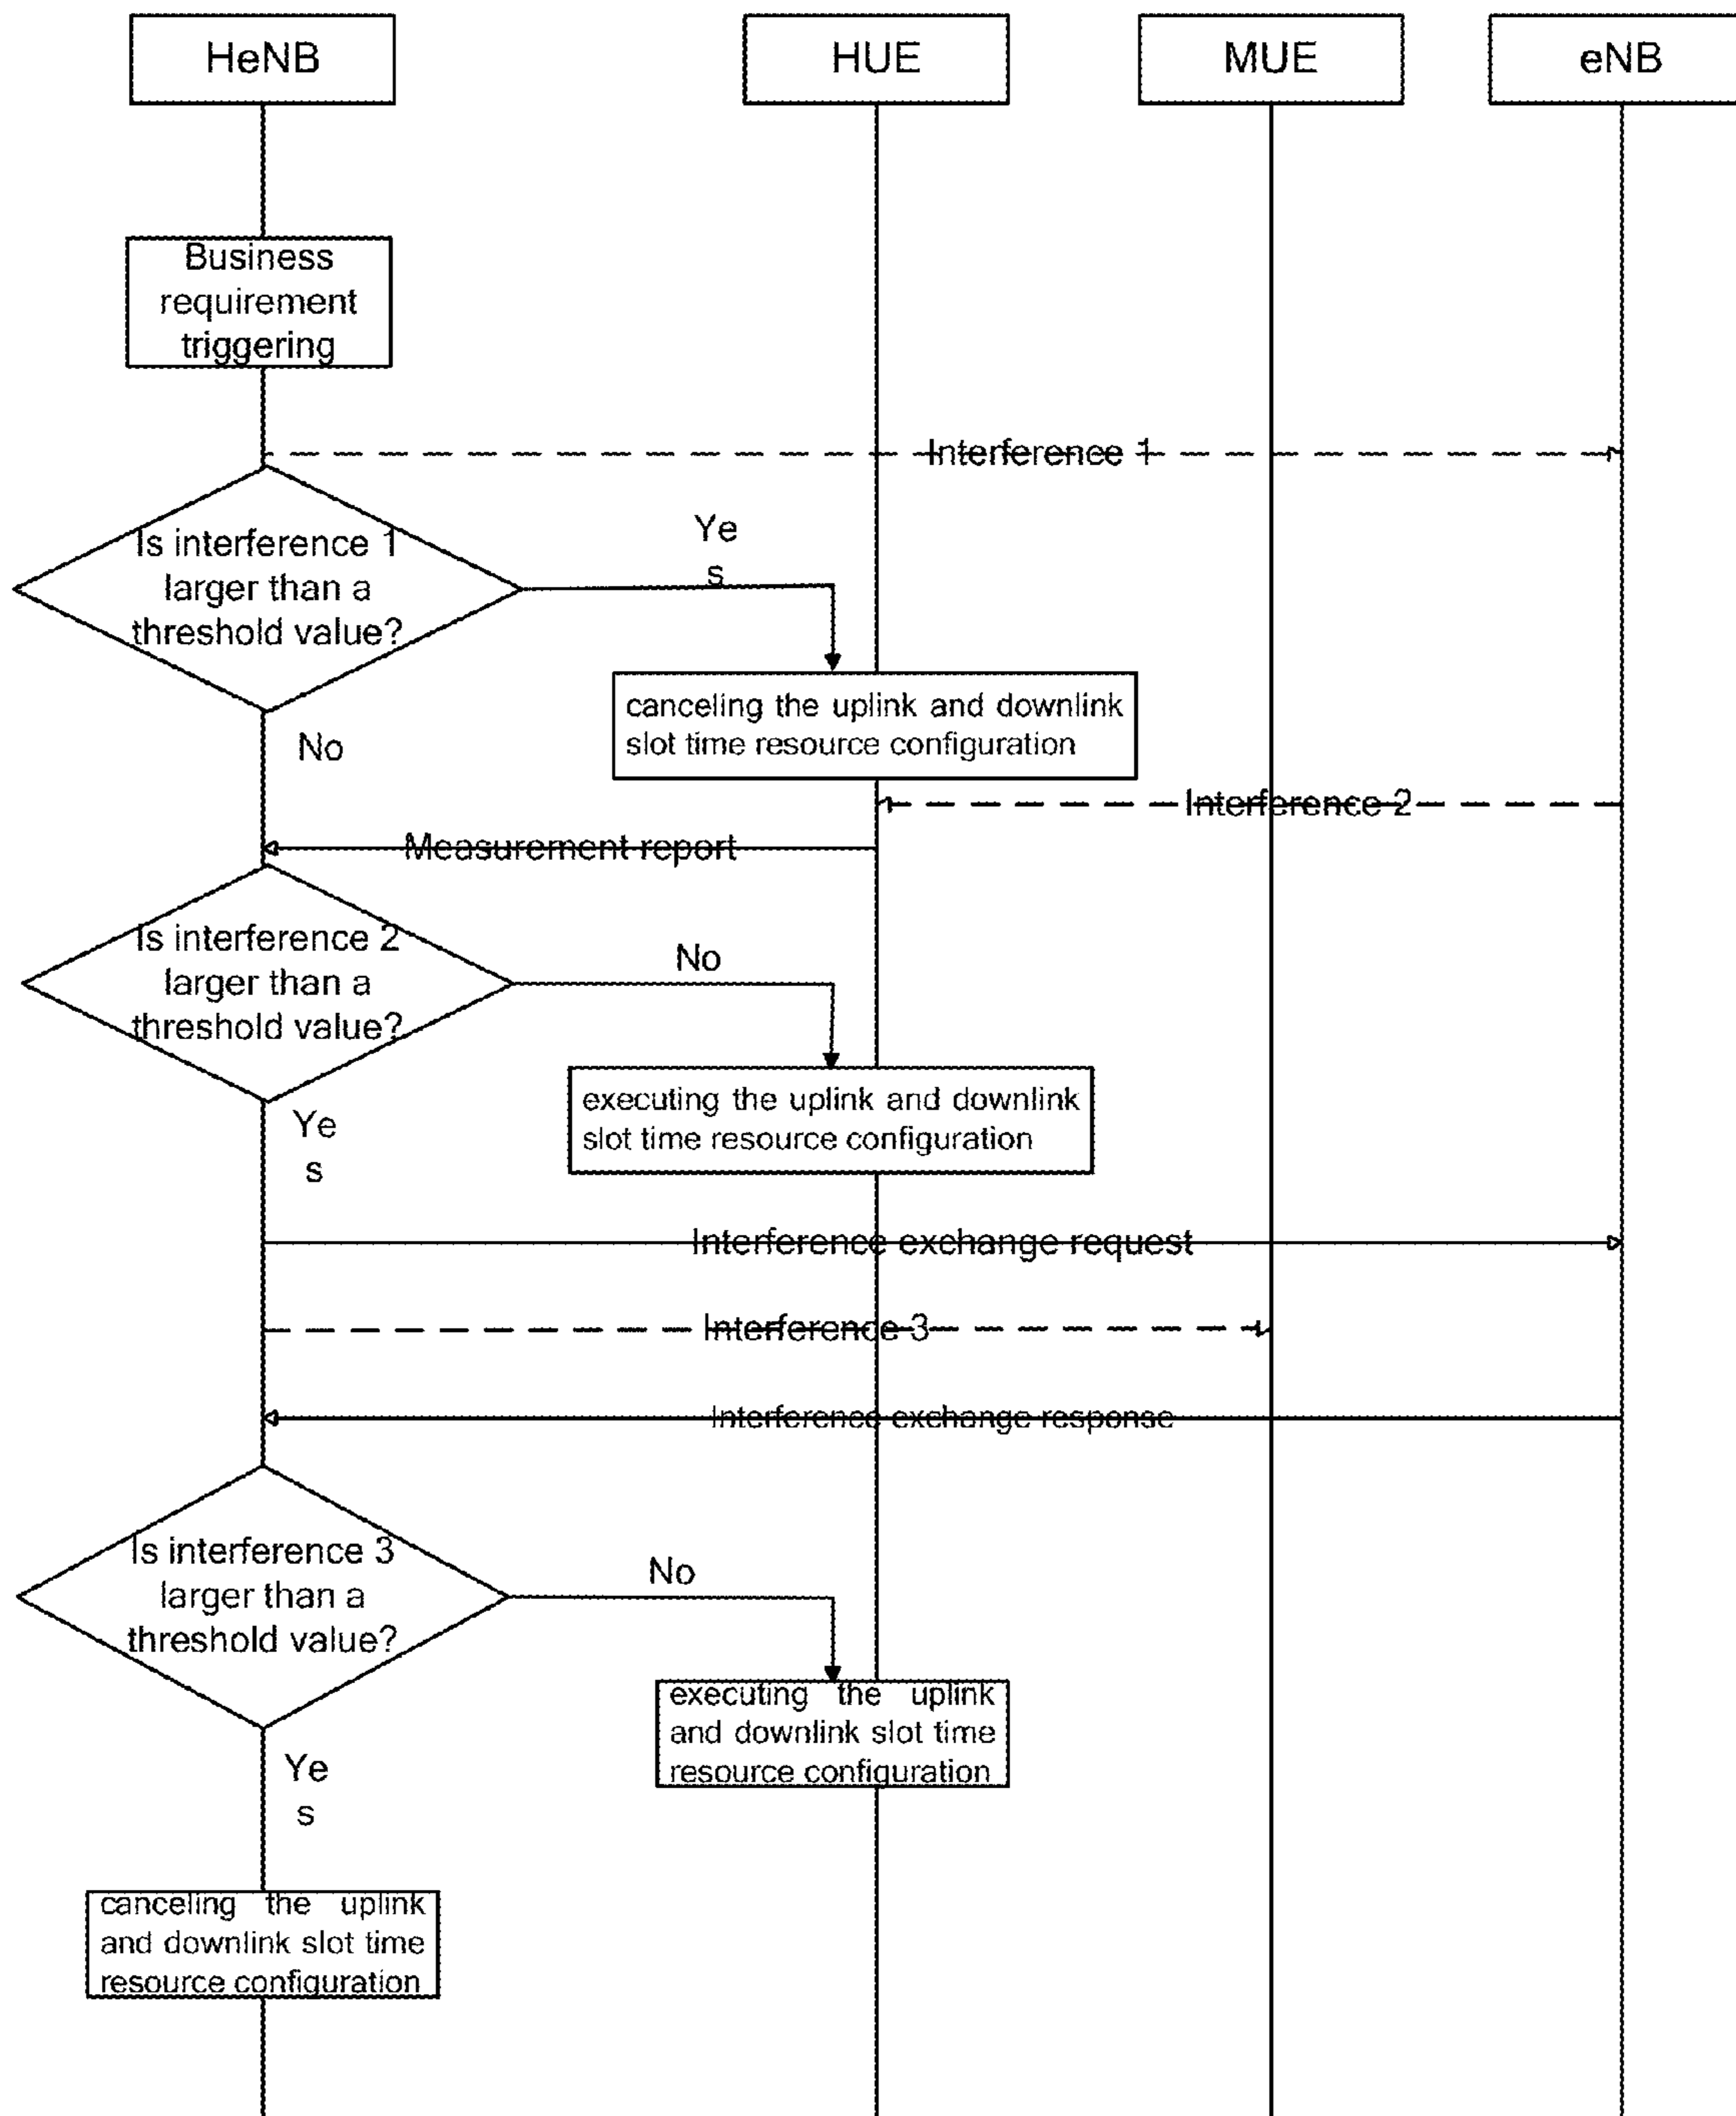 HeNB
HUE
MUE
eNB
Business
requirement
triggering
Interference 1
Is interference 1
larger than a
threshold value?
Ye
s
canceling the uplink and downlink
slot time resource configuration
No
Interference 2
Measurement report
Is interference 2
larger than a
threshold value?
No
executing the uplink and downlink
slot time resource configuration
Ye
s
Interference exchange request
Interference 3
Interference exchange response
Is interference 3
larger than a
threshold value?
No
executing the uplink
and downlink slot time
resource configuration
Ye
s
canceling the uplink
and downlink slot time
resource configuration